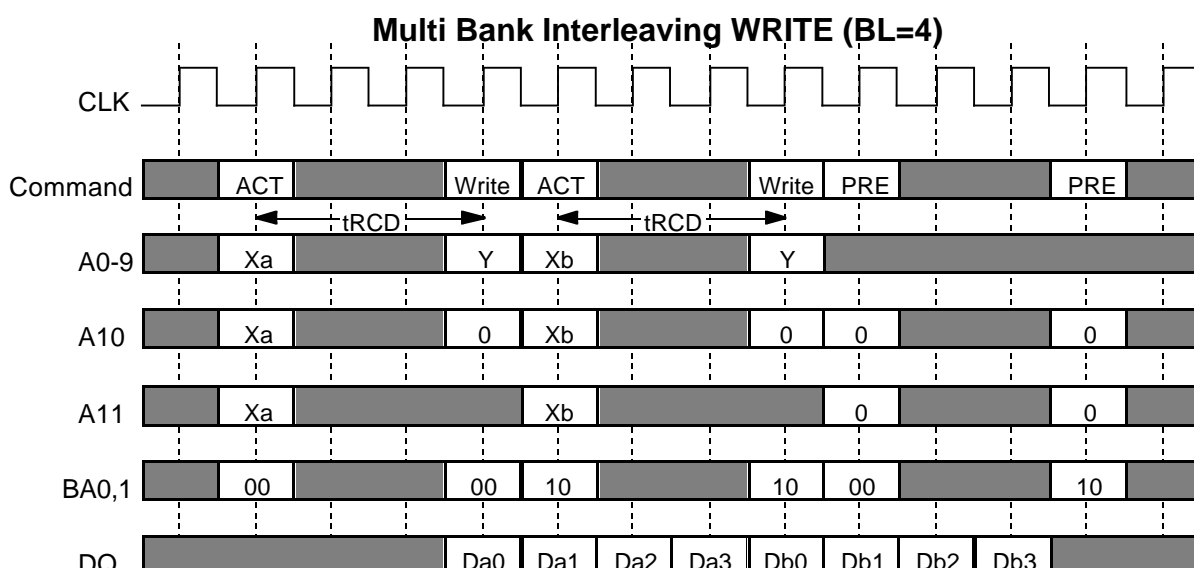 Multi Bank Interleaving WRITE (BL=4)
CLK
Command ACT Write ACT Write PRE PRE
tRCD tRCD
A0-9 Xa Y Xb Y
A10 Xa 0 Xb 0 0 0
A11 Xa Xb 0 0
BA0,1 00 00 10 10 00 10
DQ Da0 Da1 Da2 Da3 Db0 Db1 Db2 Db3